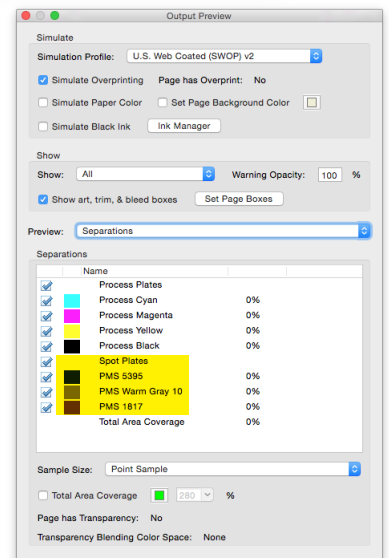 Output Preview
Simulate
Simulation Profile: U.S. Web Coated (SWOP) v2
Simulate Overprinting Page has Overprint: No
Simulate Paper Color Set Page Background Color
Simulate Black Ink Ink Manager
Show
Show: All Warning Opacity: 100 %
Show art, trim, & bleed boxes Set Page Boxes
Preview: Separations
Separations
Name
Process Plates
Process Cyan 0%
Process Magenta 0%
Process Yellow 0%
Process Black 0%
Spot Plates
PMS 5395 0%
PMS Warm Gray 10 0%
PMS 1817 0%
Total Area Coverage 0%
Sample Size: Point Sample
Total Area Coverage 280 %
Page has Transparency: No
Transparency Blending Color Space: None